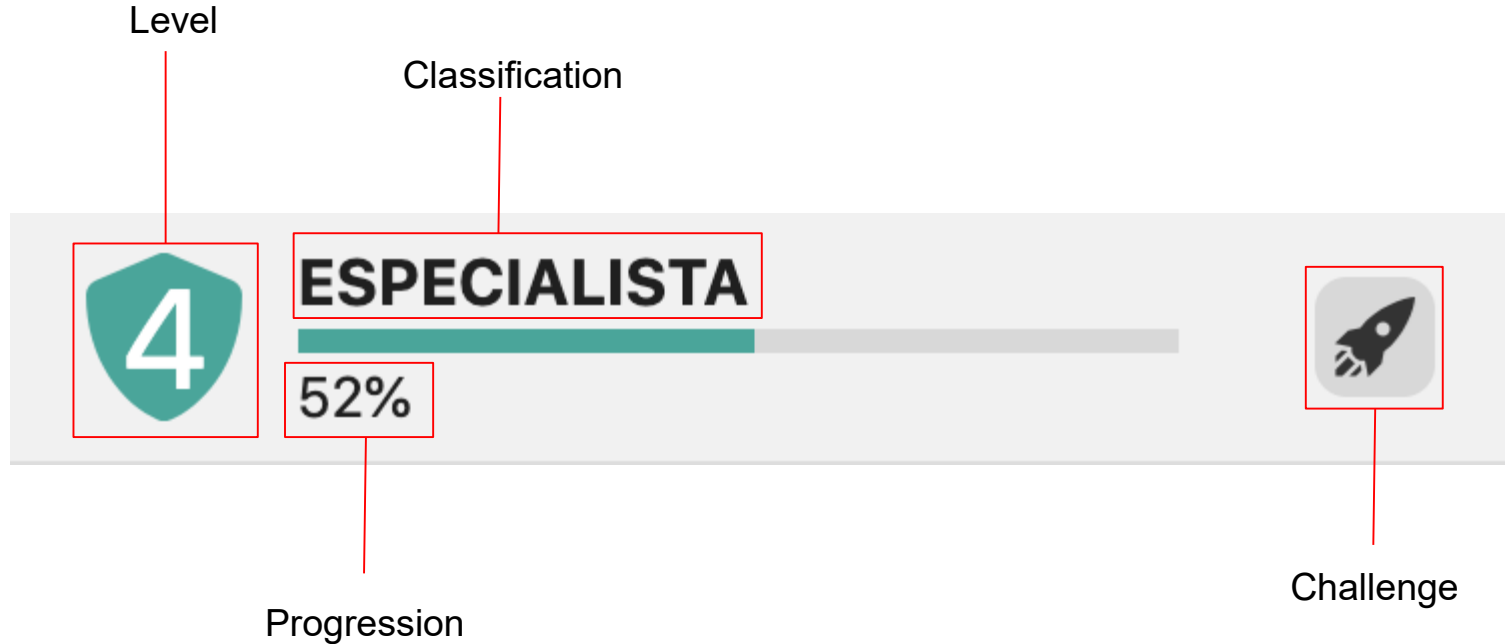 Level
Classification
4
ESPECIALISTA
52%
Challenge
Progression